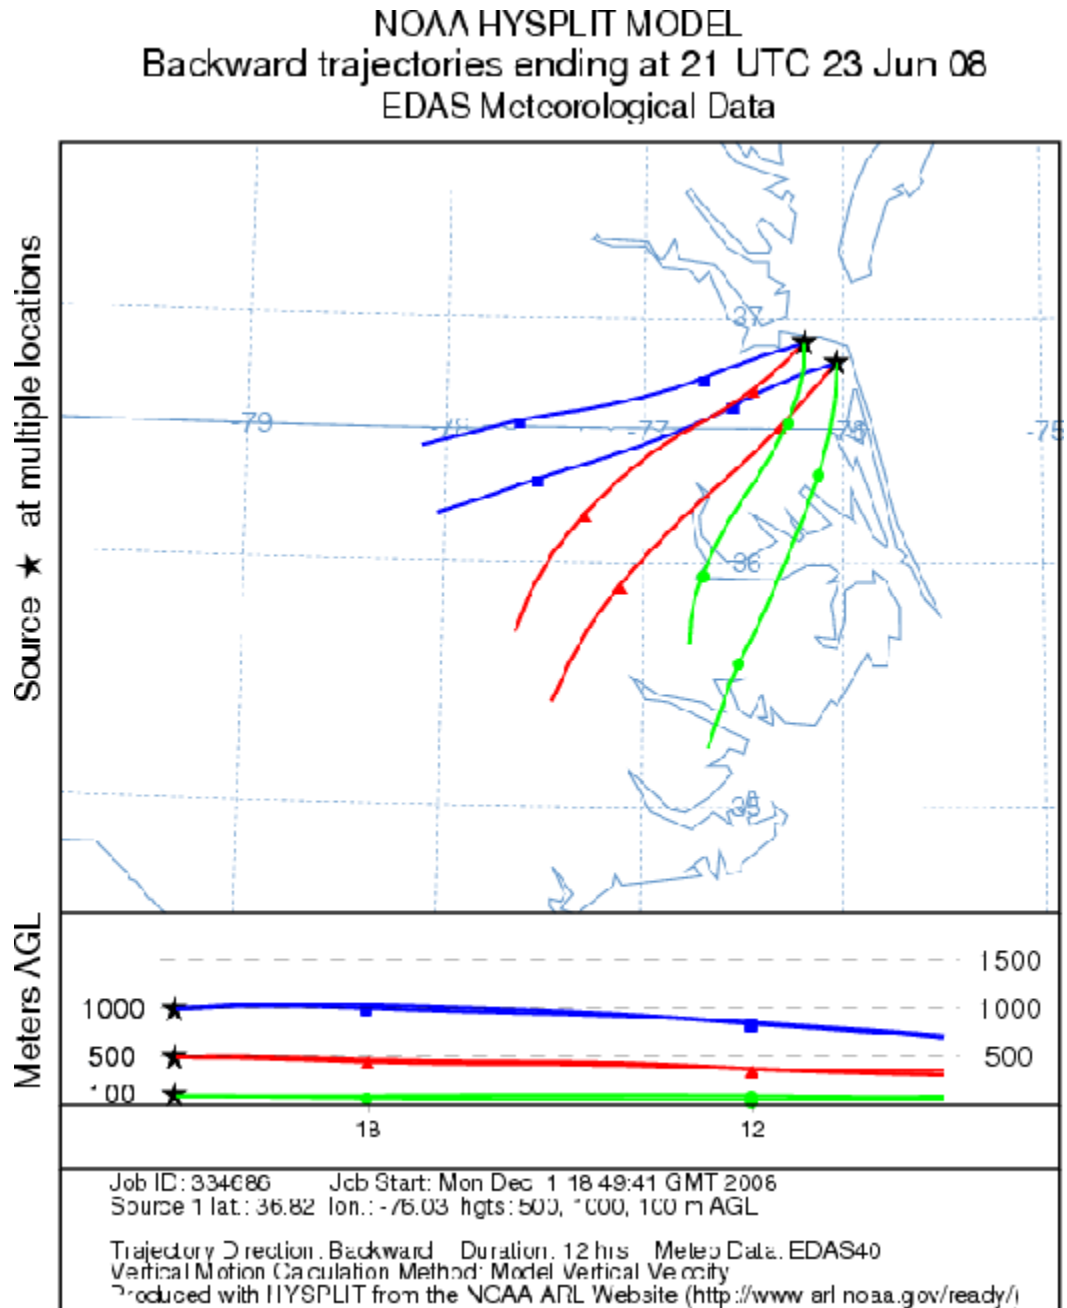 NOAA HYSPLIT MODEL
Backward trajectories ending at 21 UTC 23 Jun 08
EDAS Meteorological Data
Source ★ at multiple locations
37
-79
-78
-77
-76
-75
36
35
Meters AGL
1500
1000
1000
500
500
100
18
12
Job ID: 334686 Job Start: Mon Dec 1 18:49:41 GMT 2008
Source 1 lat.: 36.82 lon.: -76.03 hgts: 500, 1000, 100 m AGL
Trajectory Direction: Backward Duration: 12 hrs Meteo Data: EDAS40
Vertical Motion Calculation Method: Model Vertical Velocity
Produced with HYSPLIT from the NOAA ARL Website (http://www.arl.noaa.gov/ready/)